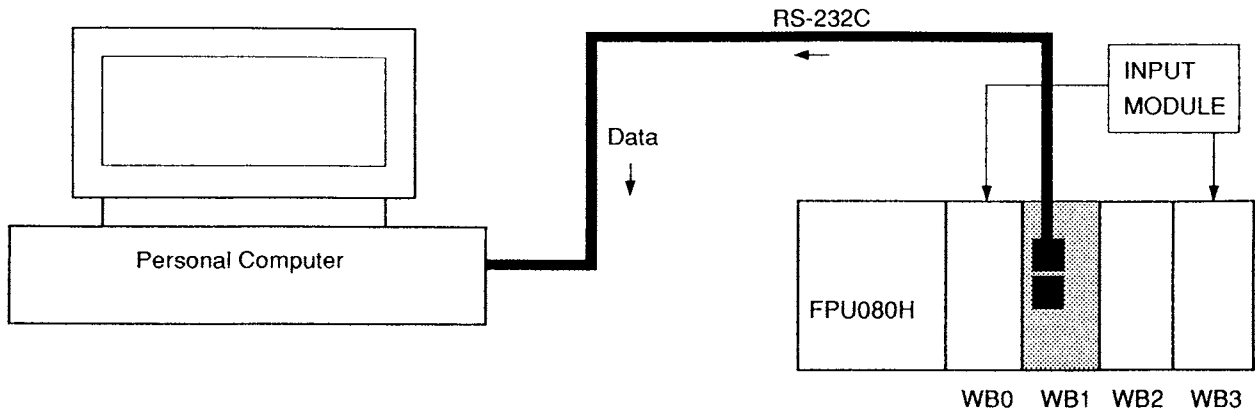 RS-232C
INPUT
MODULE
Data
Personal Computer
FPU080H
WB0 WB1 WB2 WB3